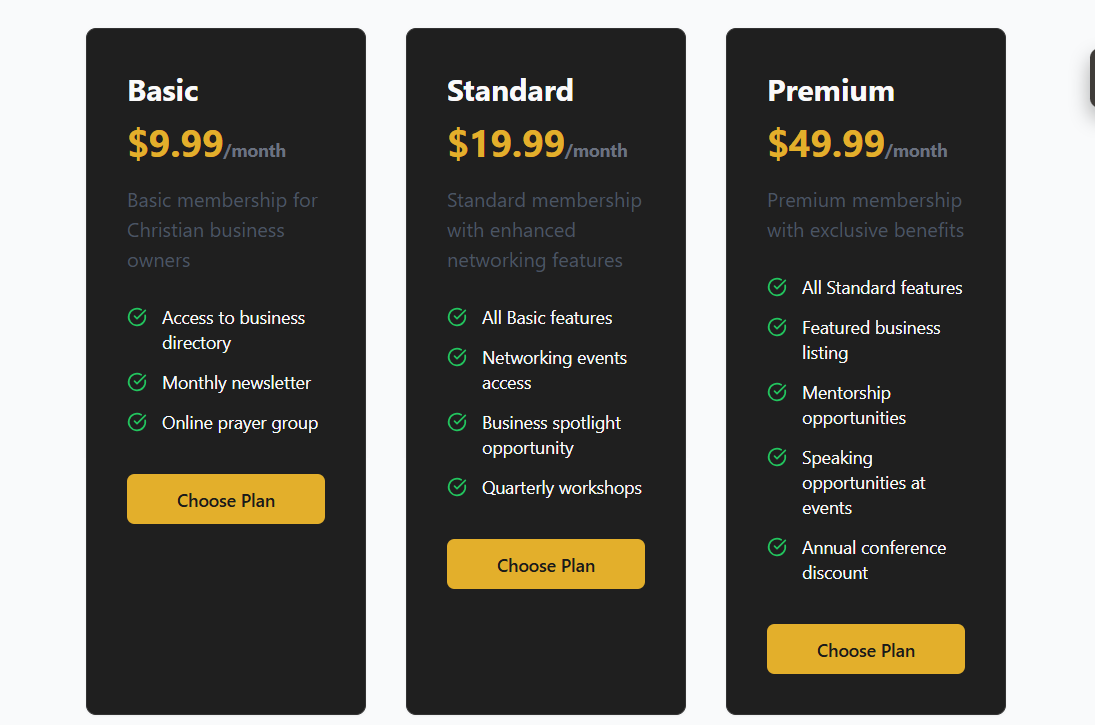 Basic
$9.99/month
Basic membership for
Christian business
owners
Access to business
directory
Monthly newsletter
Online prayer group
Choose Plan
Standard
$19.99/month
Standard membership
with enhanced
networking features
All Basic features
Networking events
access
Business spotlight
opportunity
Quarterly workshops
Choose Plan
Premium
$49.99/month
Premium membership
with exclusive benefits
All Standard features
Featured business
listing
Mentorship
opportunities
Speaking
opportunities at
events
Annual conference
discount
Choose Plan